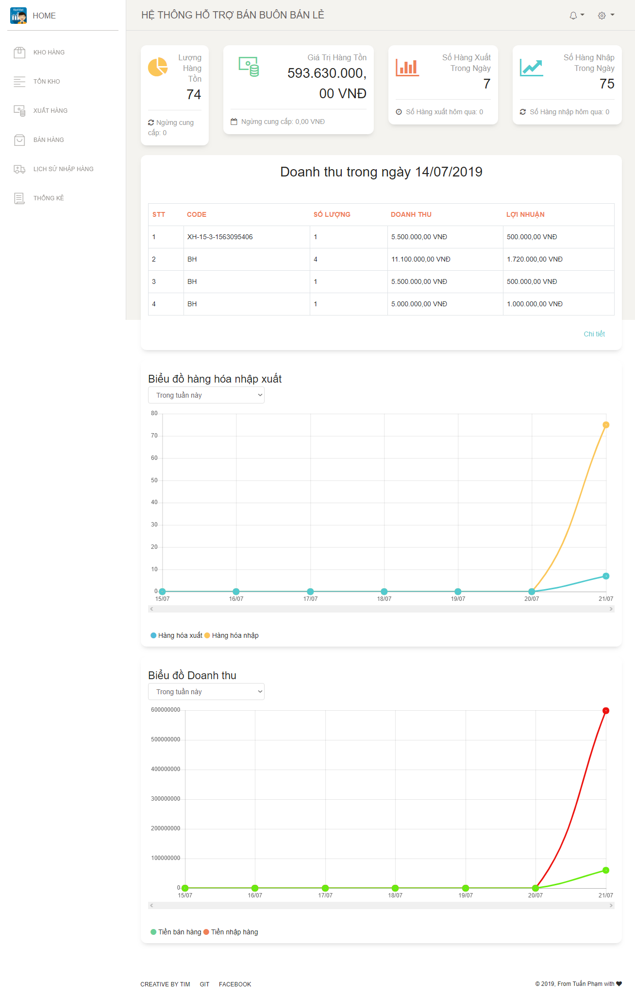 HOME
HỆ THÔNG HỖ TRỢ BÁN BUÔN BÁN LẺ
KHO HÀNG
TỒN KHO
XUẤT HÀNG
BÁN HÀNG
LỊCH SỬ NHẬP HÀNG
THỐNG KÊ
Lượng
Hàng
Tồn
74
Ngừng cung
cấp: 0
Giá Trị Hàng Tồn
593.630.000,
00 VNĐ
Ngừng cung cấp: 0,00 VNĐ
Số Hàng Xuất
Trong Ngày
7
Số Hàng xuất hôm qua: 0
Số Hàng Nhập
Trong Ngày
75
Số Hàng nhập hôm qua: 0
Doanh thu trong ngày 14/07/2019
STT CODE SỐ LƯỢNG DOANH THU LỢI NHUẬN
1 XH-15-3-1563095406 1 5.500.000,00 VNĐ 500.000,00 VNĐ
2 BH 4 11.100.000,00 VNĐ 1.720.000,00 VNĐ
3 BH 1 5.500.000,00 VNĐ 500.000,00 VNĐ
4 BH 1 5.000.000,00 VNĐ 1.000.000,00 VNĐ
Chi tiết
Biểu đồ hàng hóa nhập xuất
Trong tuần này
80
70
60
50
40
30
20
10
0
15/07 16/07 17/07 18/07 19/07 20/07 21/07
Hàng hóa xuất Hàng hóa nhập
Biểu đồ Doanh thu
Trong tuần này
600000000
500000000
400000000
300000000
200000000
100000000
0
15/07 16/07 17/07 18/07 19/07 20/07 21/07
Tiền bán hàng Tiền nhập hàng
CREATIVE BY TIM GIT FACEBOOK
© 2019, From Tuấn Phạm with